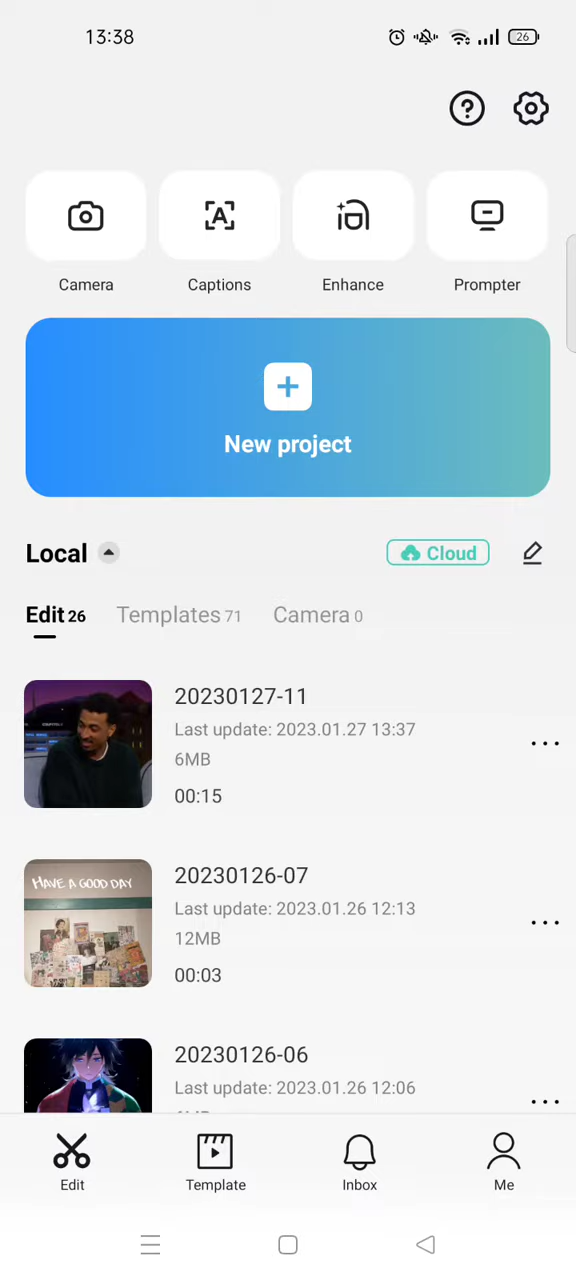 13:38
26
Camera
Captions
Enhance
Prompter
New project
Local
Cloud
Edit 26
Templates 71
Camera 0
20230127-11
Last update: 2023.01.27 13:37
6MB
00:15
HAVE A GOOD DAY
20230126-07
Last update: 2023.01.26 12:13
12MB
00:03
20230126-06
Last update: 2023.01.26 12:06
Edit
Template
Inbox
Me